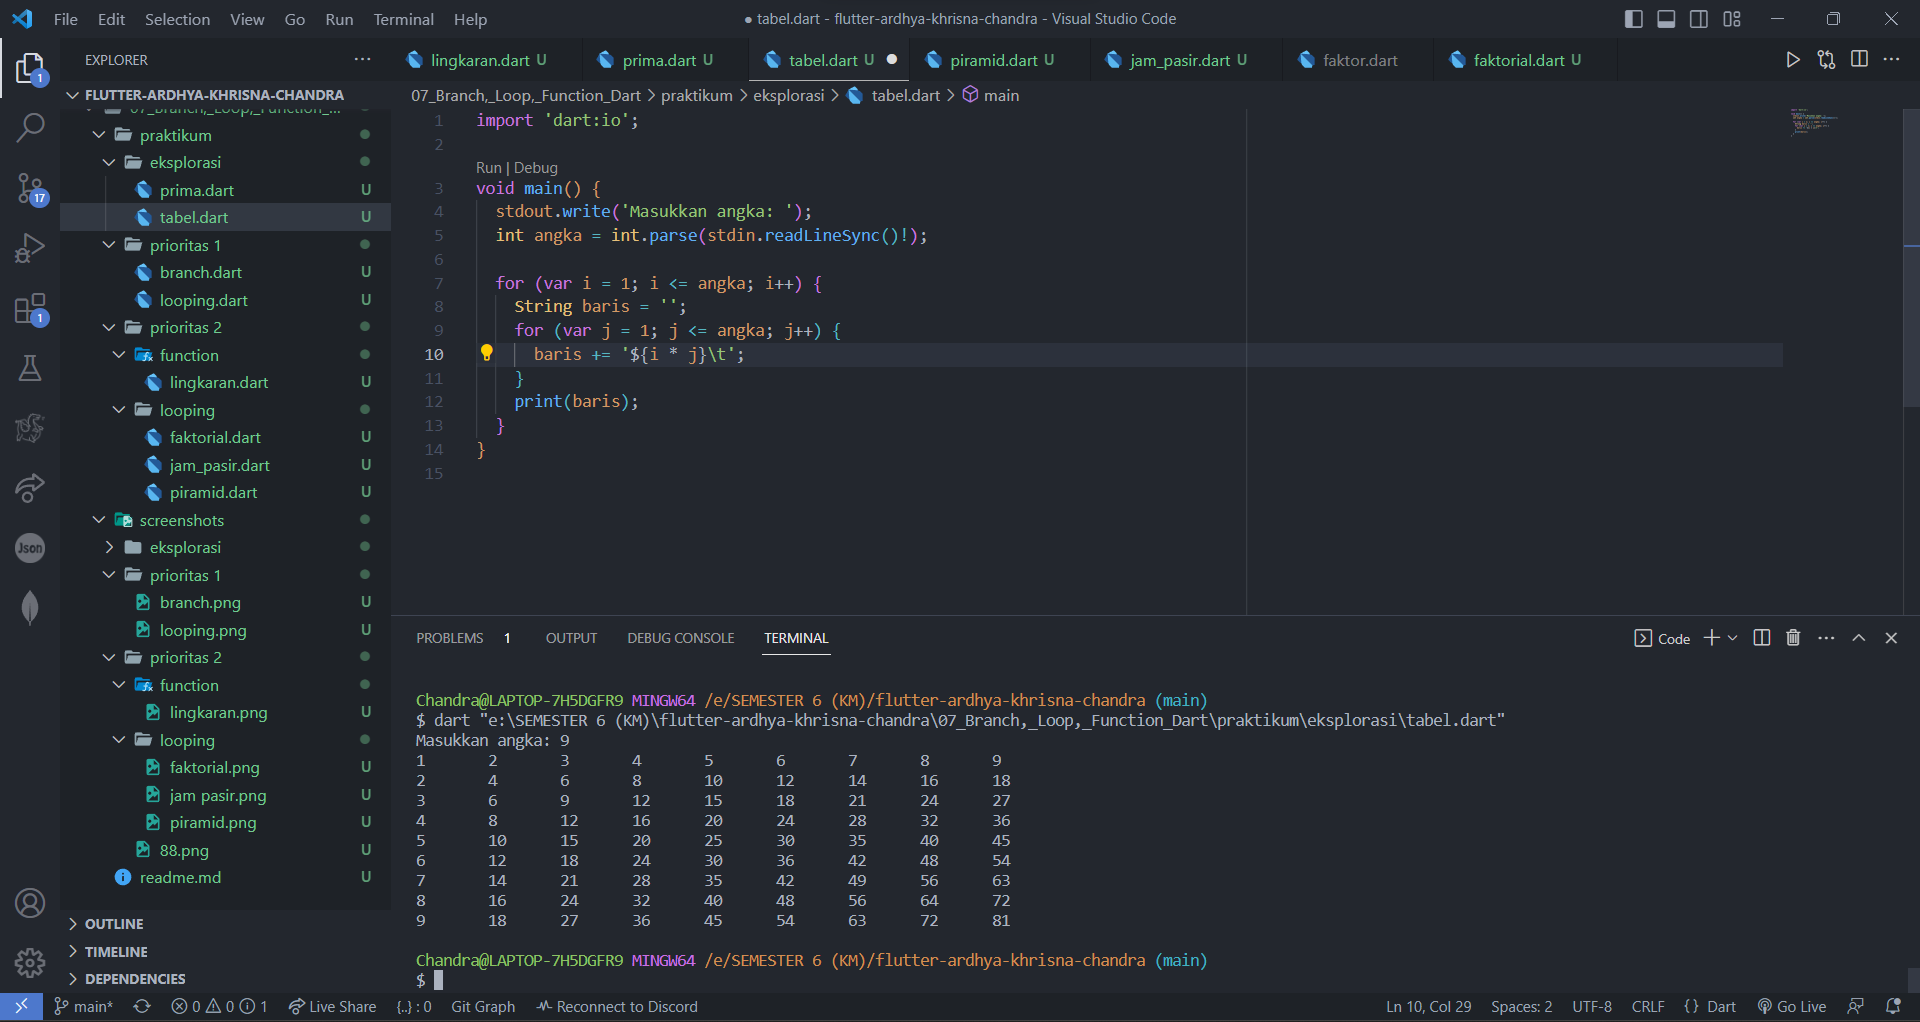 File Edit Selection View Go Run Terminal Help
● tabel.dart - flutter-ardhya-khrisna-chandra - Visual Studio Code
EXPLORER
lingkaran.dart U
prima.dart U
tabel.dart U
piramid.dart U
jam_pasir.dart U
faktor.dart
faktorial.dart U
FLUTTER-ARDHYA-KHRISNA-CHANDRA
07_Branch,_Loop,_Function_...
praktikum
eksplorasi
prima.dart U
tabel.dart U
prioritas 1
branch.dart U
looping.dart U
prioritas 2
function
lingkaran.dart U
looping
faktorial.dart U
jam_pasir.dart U
piramid.dart U
screenshots
eksplorasi
prioritas 1
branch.png U
looping.png U
prioritas 2
function
lingkaran.png U
looping
faktorial.png U
jam pasir.png U
piramid.png U
88.png U
readme.md U
OUTLINE
TIMELINE
DEPENDENCIES
1
17
1
Json
07_Branch,_Loop,_Function_Dart > praktikum > eksplorasi > tabel.dart > main
1 import 'dart:io';
2
Run | Debug
3 void main() {
4 stdout.write('Masukkan angka: ');
5 int angka = int.parse(stdin.readLineSync()!);
6
7 for (var i = 1; i <= angka; i++) {
8 String baris = '';
9 for (var j = 1; j <= angka; j++) {
10 baris += '${i * j}\t';
11 }
12 print(baris);
13 }
14 }
15
PROBLEMS 1 OUTPUT DEBUG CONSOLE TERMINAL
Code
Chandra@LAPTOP-7H5DGFR9 MINGW64 /e/SEMESTER 6 (KM)/flutter-ardhya-khrisna-chandra (main)
$ dart "e:\SEMESTER 6 (KM)\flutter-ardhya-khrisna-chandra\07_Branch,_Loop,_Function_Dart\praktikum\eksplorasi\tabel.dart"
Masukkan angka: 9
1 2 3 4 5 6 7 8 9
2 4 6 8 10 12 14 16 18
3 6 9 12 15 18 21 24 27
4 8 12 16 20 24 28 32 36
5 10 15 20 25 30 35 40 45
6 12 18 24 30 36 42 48 54
7 14 21 28 35 42 49 56 63
8 16 24 32 40 48 56 64 72
9 18 27 36 45 54 63 72 81
Chandra@LAPTOP-7H5DGFR9 MINGW64 /e/SEMESTER 6 (KM)/flutter-ardhya-khrisna-chandra (main)
$
main* 0 0 1 Live Share {..} : 0 Git Graph Reconnect to Discord Ln 10, Col 29 Spaces: 2 UTF-8 CRLF {} Dart Go Live